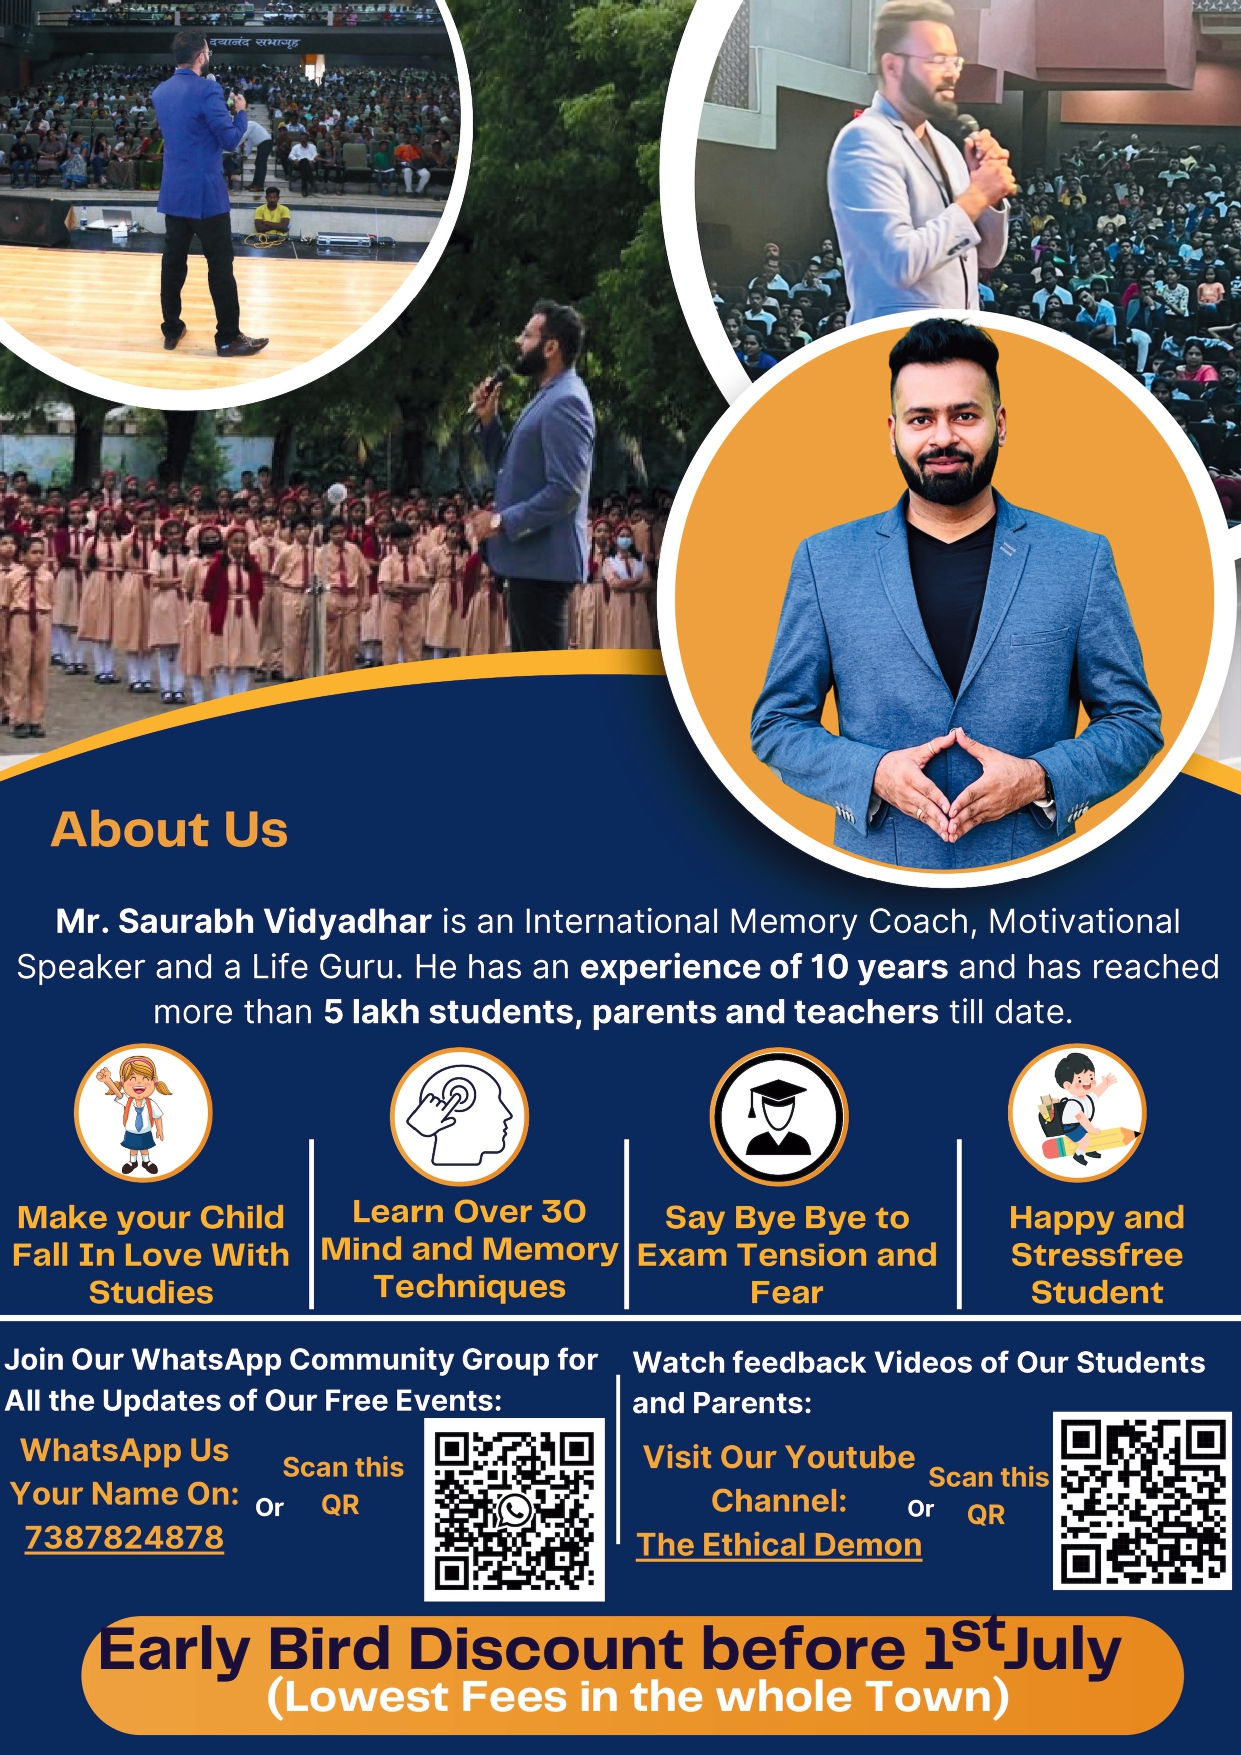 दयानंद सभागृह
About Us
Mr. Saurabh Vidyadhar is an International Memory Coach, Motivational
Speaker and a Life Guru. He has an experience of 10 years and has reached
more than 5 lakh students, parents and teachers till date.
Make your Child
Fall In Love With
Studies
Learn Over 30
Mind and Memory
Techniques
Say Bye Bye to
Exam Tension and
Fear
Happy and
Stressfree
Student
Join Our WhatsApp Community Group for
All the Updates of Our Free Events:
WhatsApp Us
Your Name On:
7387824878
Or
Scan this
QR
Watch feedback Videos of Our Students
and Parents:
Visit Our Youtube
Channel:
The Ethical Demon
Or
Scan this
QR
Early Bird Discount before 1st July
(Lowest Fees in the whole Town)